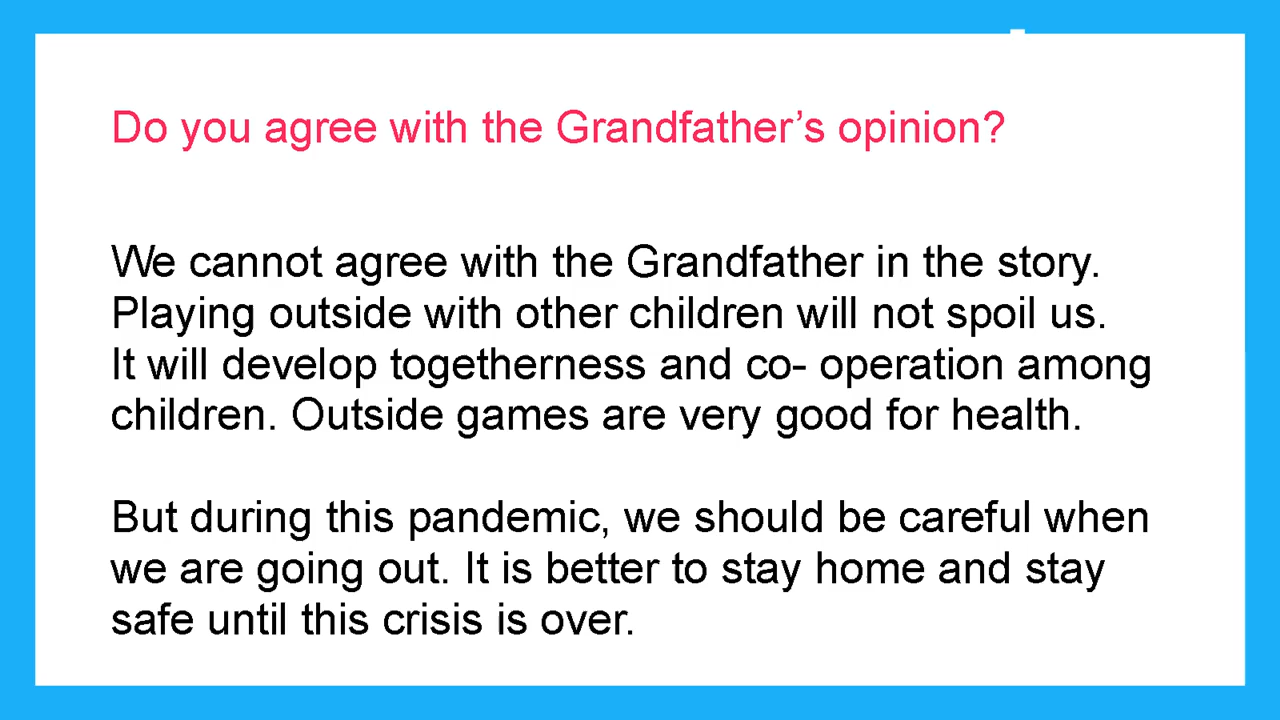 Do you agree with the Grandfather’s opinion?
We cannot agree with the Grandfather in the story.
Playing outside with other children will not spoil us.
It will develop togetherness and co- operation among
children. Outside games are very good for health.
But during this pandemic, we should be careful when
we are going out. It is better to stay home and stay
safe until this crisis is over.